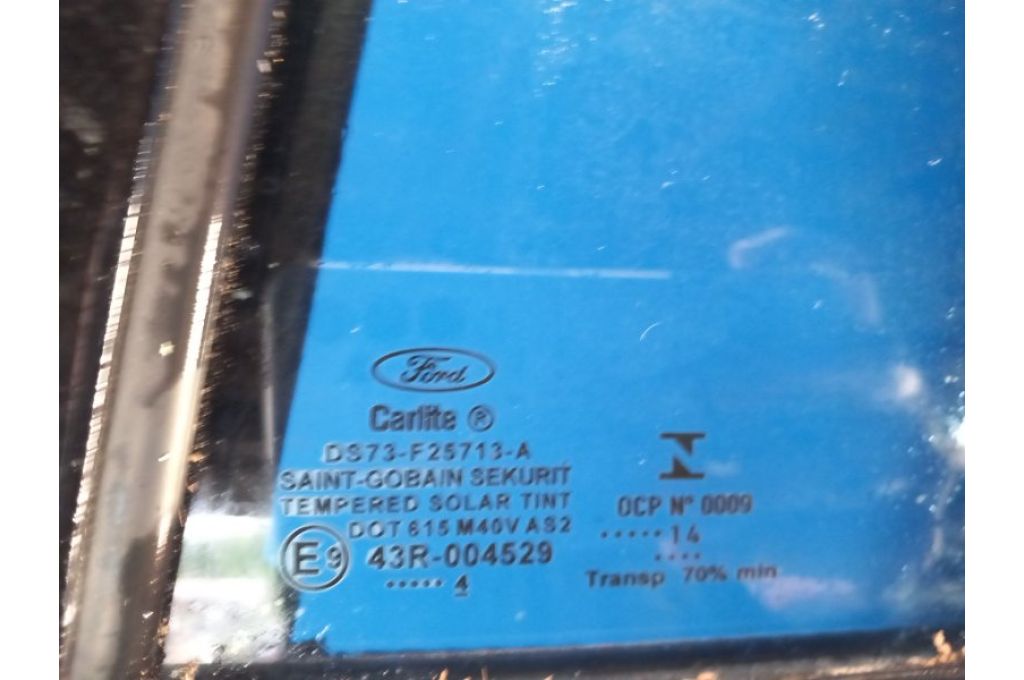 Ford
Carlite ®
DS73-F25713-A
SAINT-GOBAIN SEKURIT
TEMPERED SOLAR TINT
DOT 615 M40V AS2
E9 43R-004529
..... 4
N
OCP Nº 0009
.....14
....
Transp 70% min